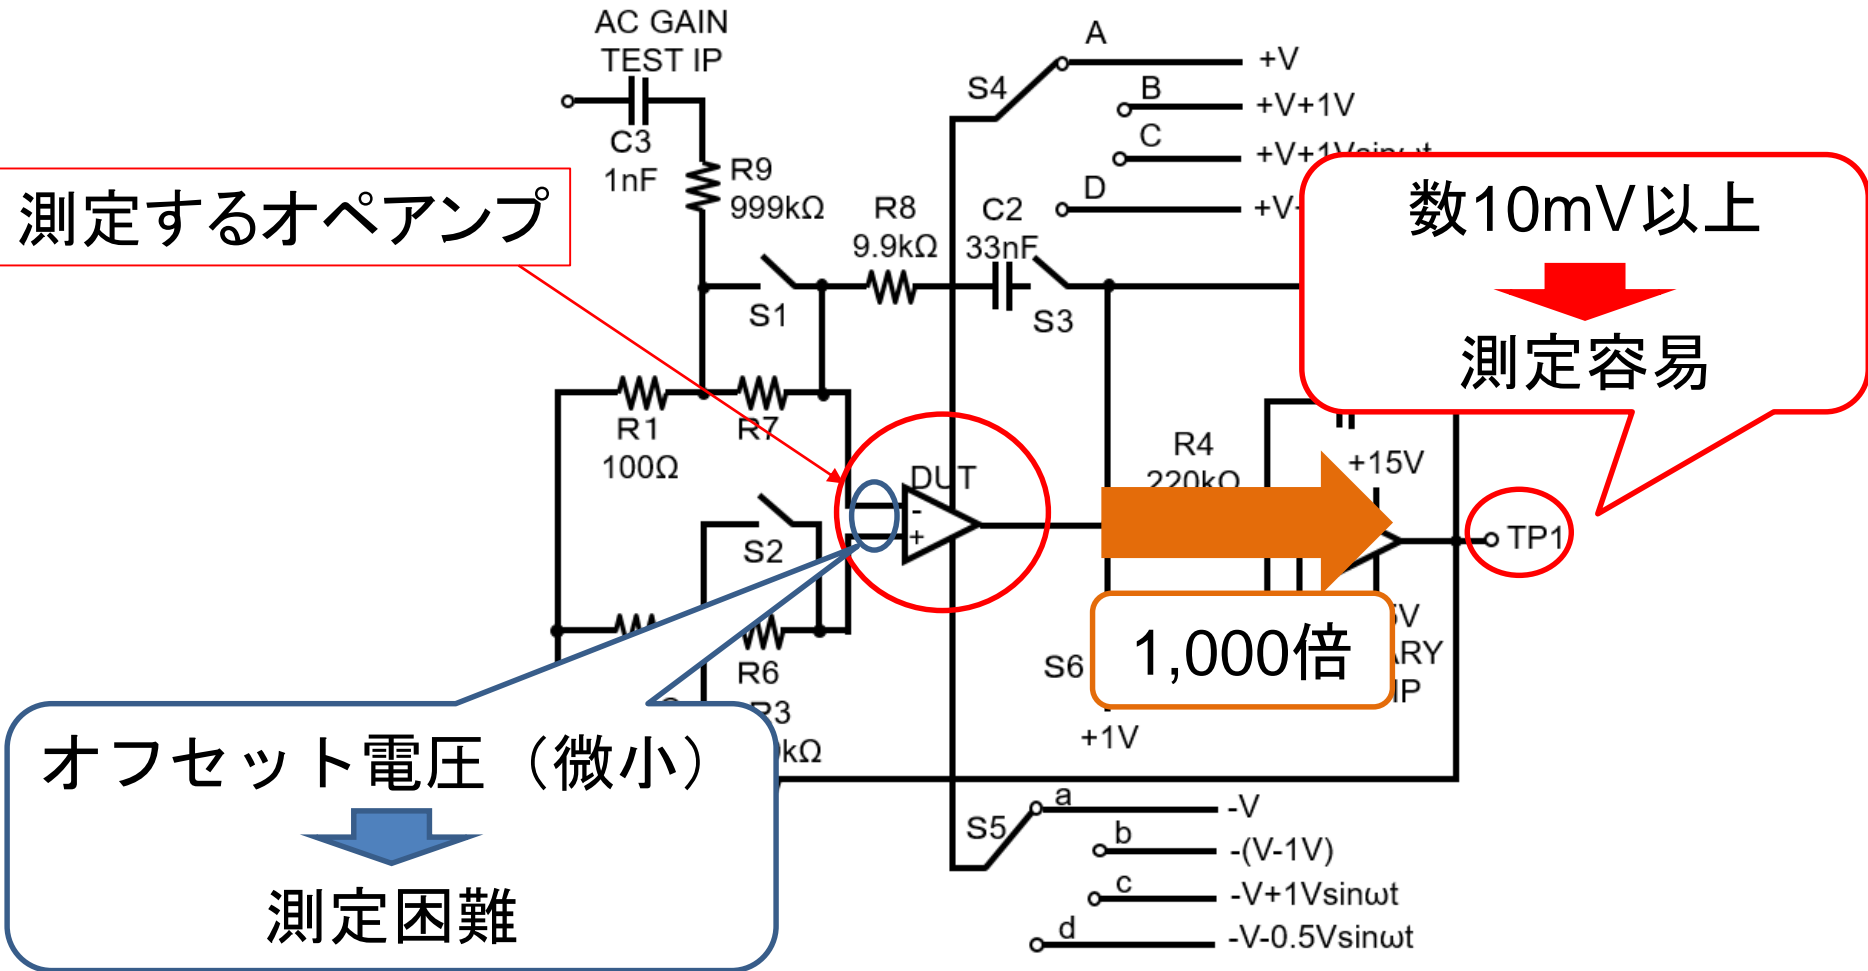 AC GAIN
TEST IP
C3
1nF
R9
999kΩ
測定するオペアンプ
S4
A
+V
B
+V+1V
C
D
数10mV以上
測定容易
R8
9.9kΩ
C2
33nF
S1
S3
R1
100Ω
R7
DUT
-
+
R4
220kΩ
+15V
TP1
S2
R6
1,000倍
S6
+1V
オフセット電圧（微小）
測定困難
S5
a
-V
b
-(V-1V)
c
-V+1Vsinωt
d
-V-0.5Vsinωt